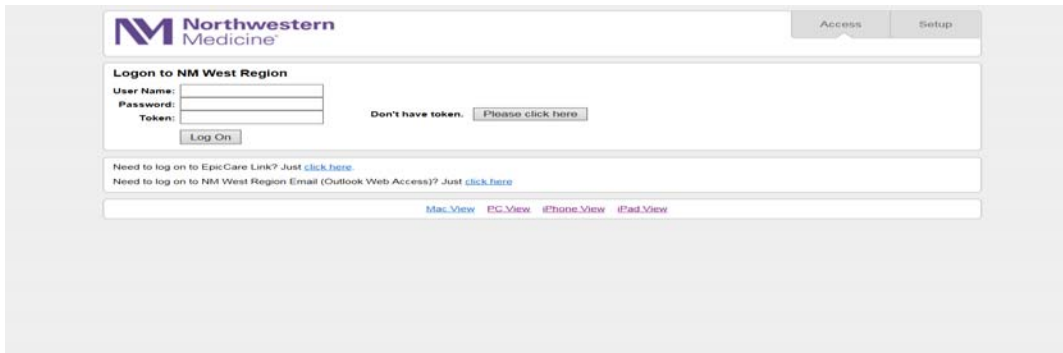 Northwestern
Medicine
Access Setup
Logon to NM West Region
User Name:
Password:
Token:
Don't have token. Please click here
Log On
Need to log on to EpicCare Link? Just click here.
Need to log on to NM West Region Email (Outlook Web Access)? Just click here
Mac View PC View iPhone View iPad View